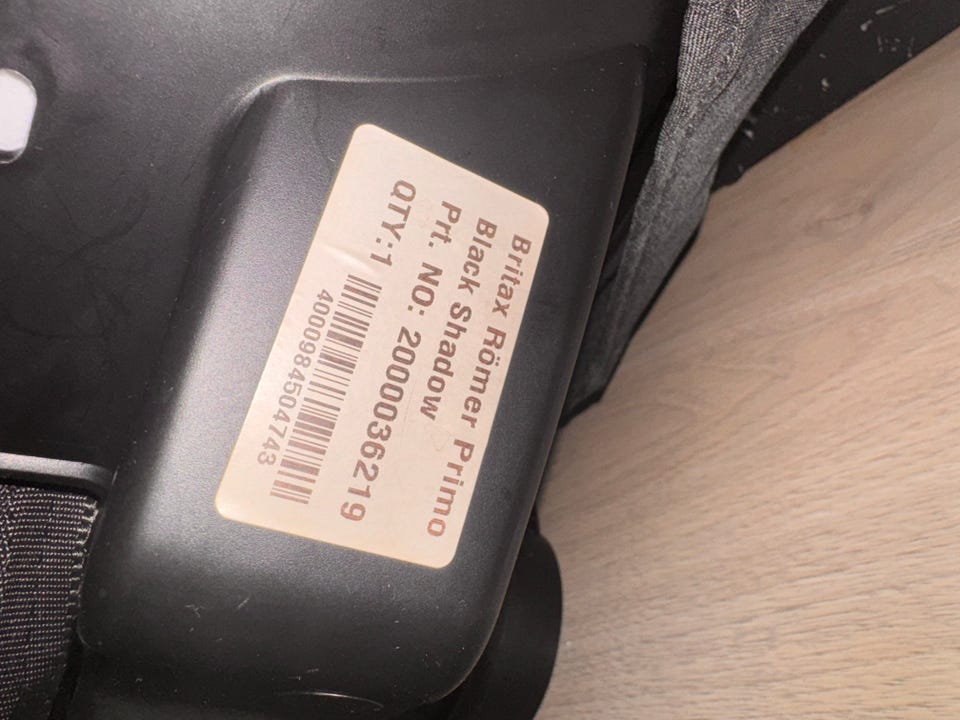 Britax Römer Primo
Black Shadow
Prt. NO: 2000036219
QTY.:1
4000984504743